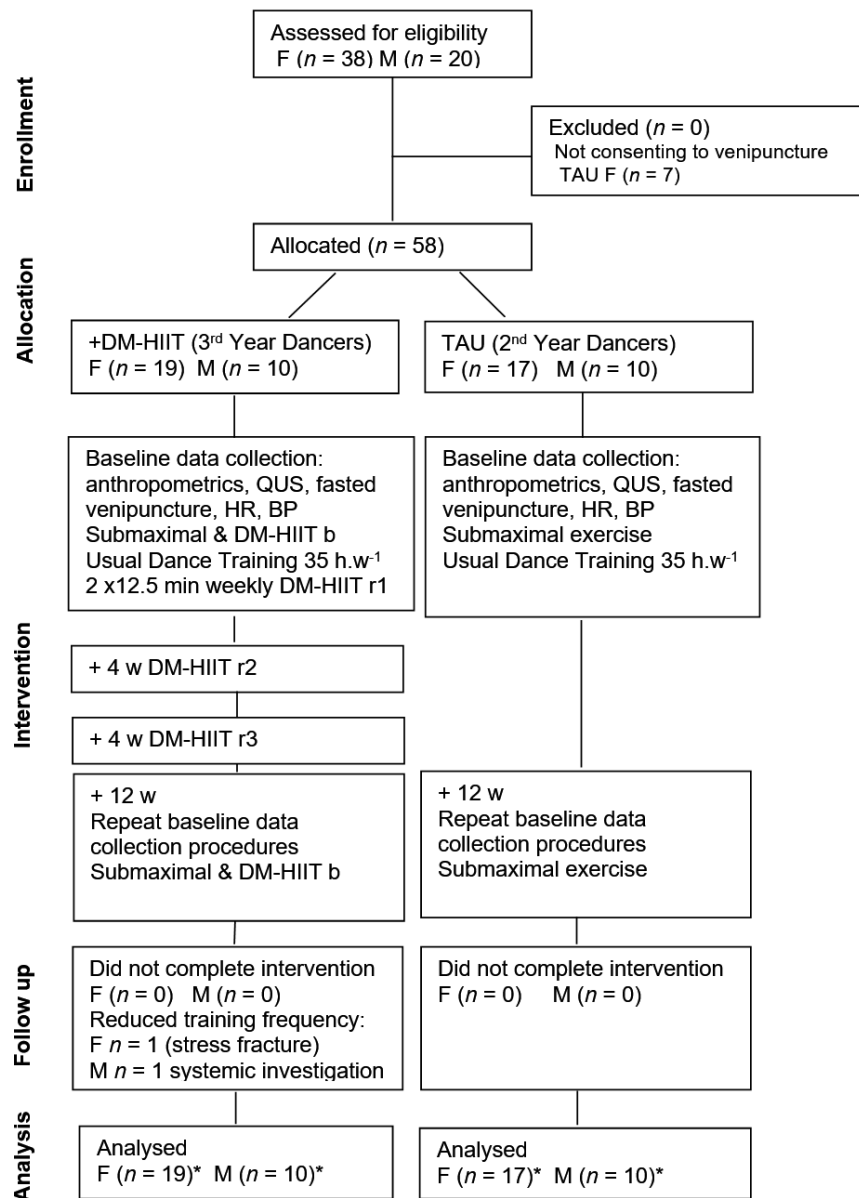 Assessed for eligibility
F (n = 38) M (n = 20)
Enrollment
Excluded (n = 0)
Not consenting to venipuncture
TAU F (n = 7)
Allocated (n = 58)
Allocation
+DM-HIIT (3rd Year Dancers)
F (n = 19) M (n = 10)
TAU (2nd Year Dancers)
F (n = 17) M (n = 10)
Intervention
Baseline data collection:
anthropometrics, QUS, fasted
venipuncture, HR, BP
Submaximal & DM-HIIT b
Usual Dance Training 35 h.w-1
2 x12.5 min weekly DM-HIIT r1
Baseline data collection:
anthropometrics, QUS, fasted
venipuncture, HR, BP
Submaximal exercise
Usual Dance Training 35 h.w-1
+ 4 w DM-HIIT r2
+ 4 w DM-HIIT r3
+ 12 w
Repeat baseline data
collection procedures
Submaximal & DM-HIIT b
+ 12 w
Repeat baseline data
collection procedures
Submaximal exercise
Follow up
Did not complete intervention
F (n = 0) M (n = 0)
Reduced training frequency:
F n = 1 (stress fracture)
M n = 1 systemic investigation
Did not complete intervention
F (n = 0) M (n = 0)
Analysis
Analysed
F (n = 19)* M (n = 10)*
Analysed
F (n = 17)* M (n = 10)*